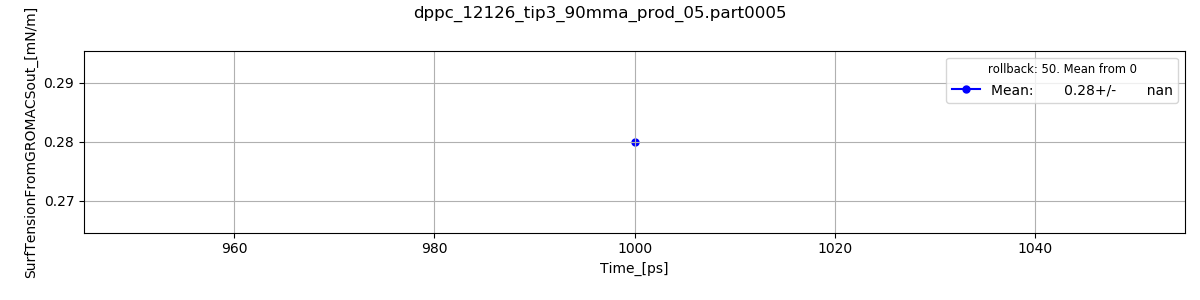 dppc_12126_tip3_90mma_prod_05.part0005
SurfTensionFromGROMACSout_[mN/m]
0.29
0.28
0.27
rollback: 50. Mean from 0
Mean: 0.28+/- nan
960 980 1000 1020 1040
Time_[ps]